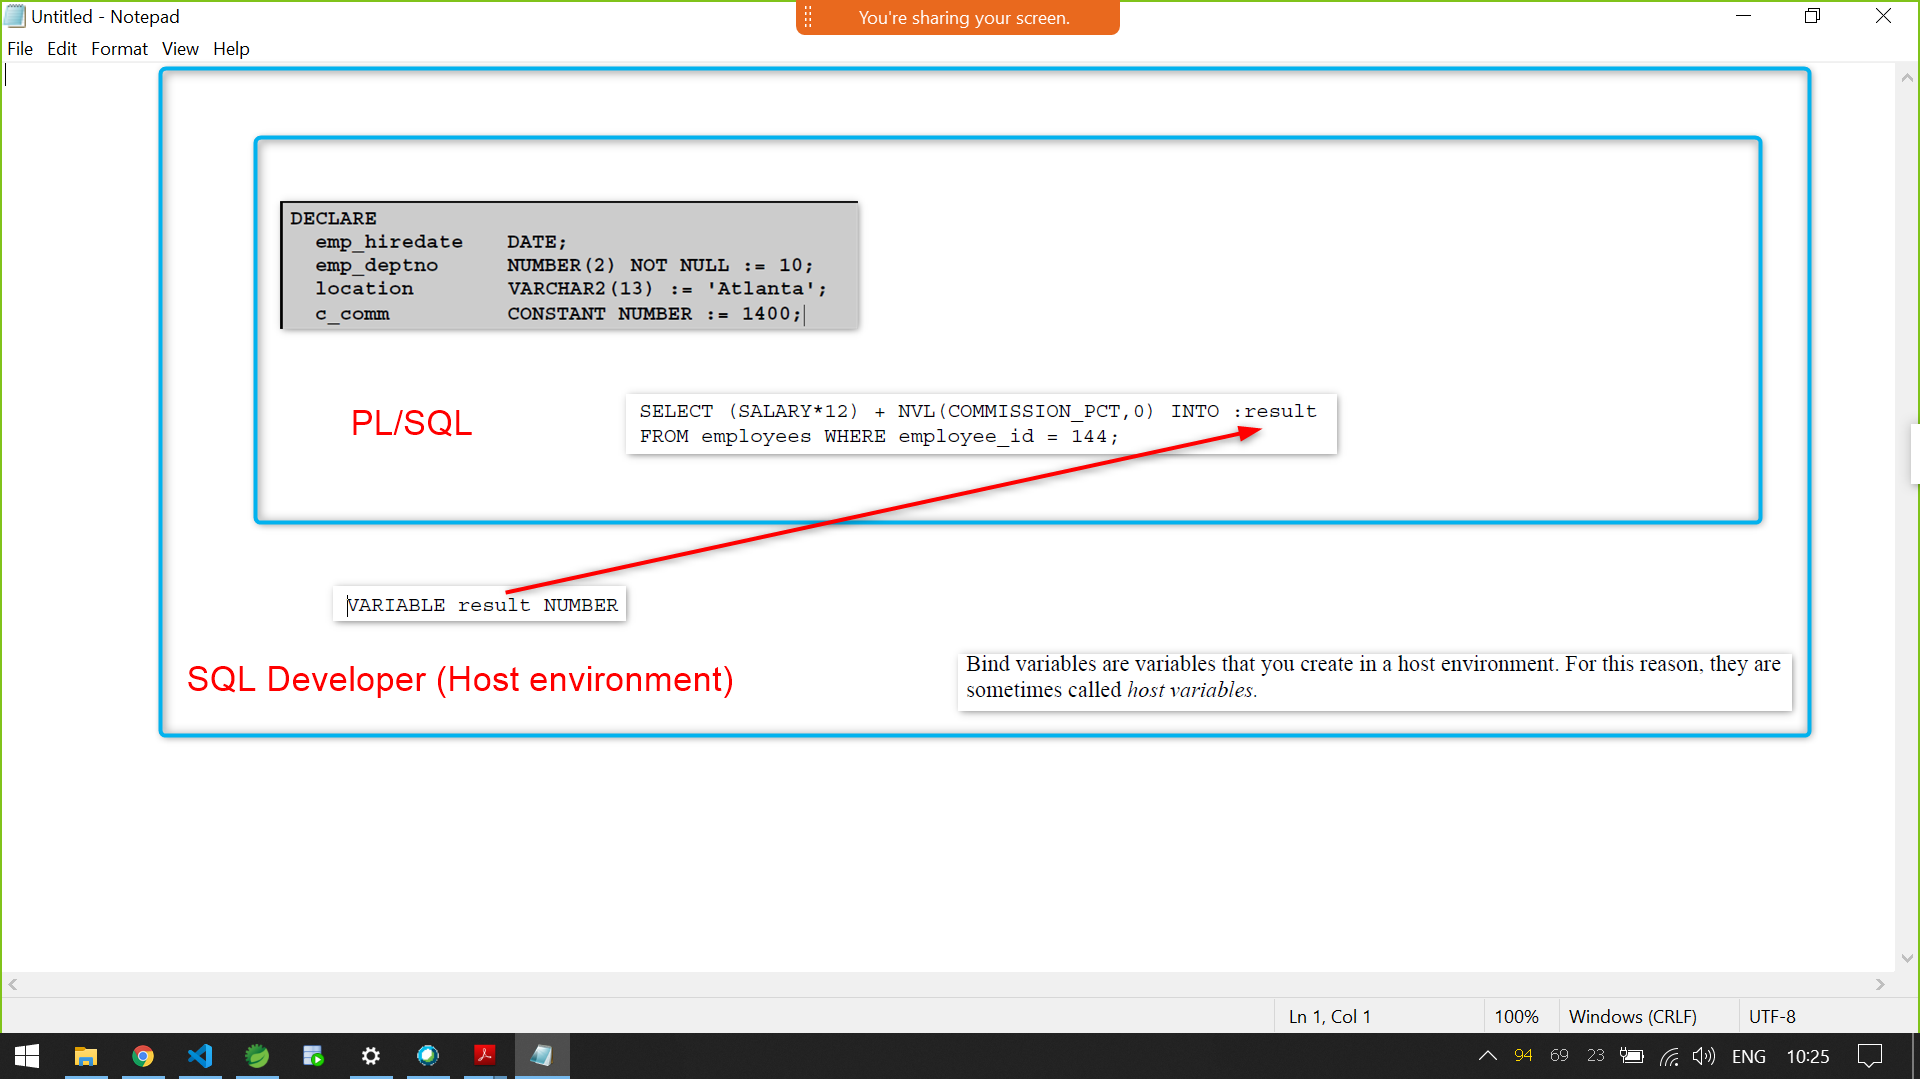 Untitled - Notepad
You're sharing your screen.
File Edit Format View Help
DECLARE
emp_hiredate DATE;
emp_deptno NUMBER(2) NOT NULL := 10;
location VARCHAR2(13) := 'Atlanta';
c_comm CONSTANT NUMBER := 1400;
PL/SQL
SELECT (SALARY*12) + NVL(COMMISSION_PCT,0) INTO :result
FROM employees WHERE employee_id = 144;
VARIABLE result NUMBER
SQL Developer (Host environment)
Bind variables are variables that you create in a host environment. For this reason, they are
sometimes called host variables.
Ln 1, Col 1 100% Windows (CRLF) UTF-8
94 69 23 ENG 10:25